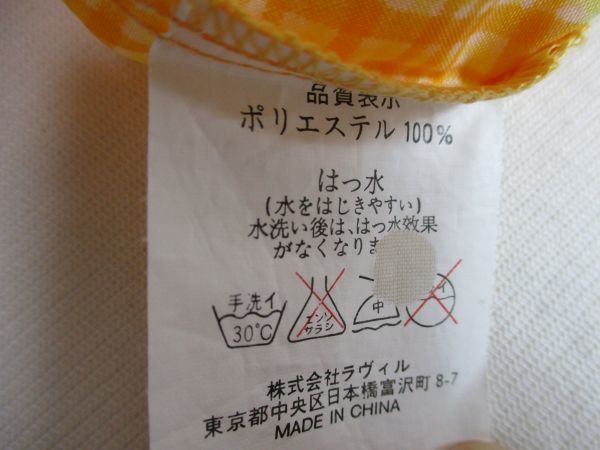 品質表示
ポリエステル 100%
はっ水
(水をはじきやすい)
水洗い後は、はっ水効果
がなくなりま
手洗イ
30℃
エンソ
サラシ
中
イ
株式会社ラヴィル
東京都中央区日本橋富沢町 8-7
MADE IN CHINA